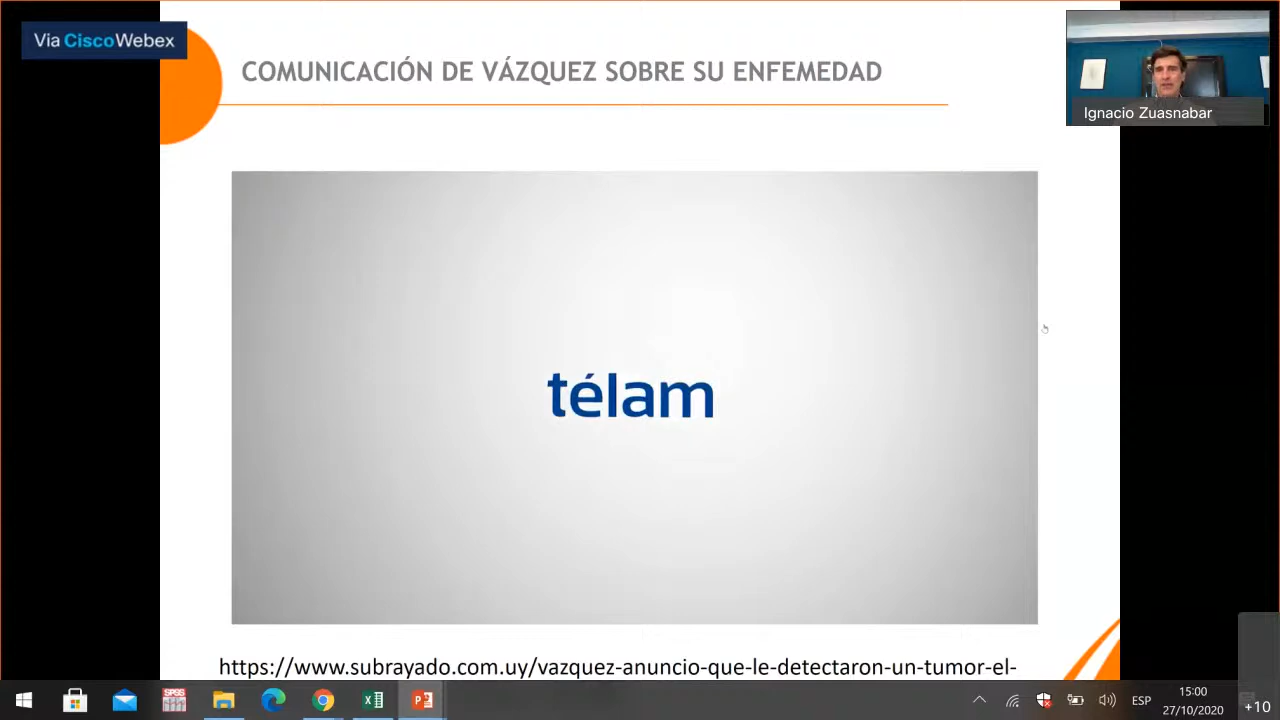 Via CiscoWebex
COMUNICACIÓN DE VÁZQUEZ SOBRE SU ENFEMEDAD
Ignacio Zuasnabar
télam
https://www.subrayado.com.uy/vazquez-anuncio-que-le-detectaron-un-tumor-el-
SPSS
ESP
15:00
27/10/2020
+10